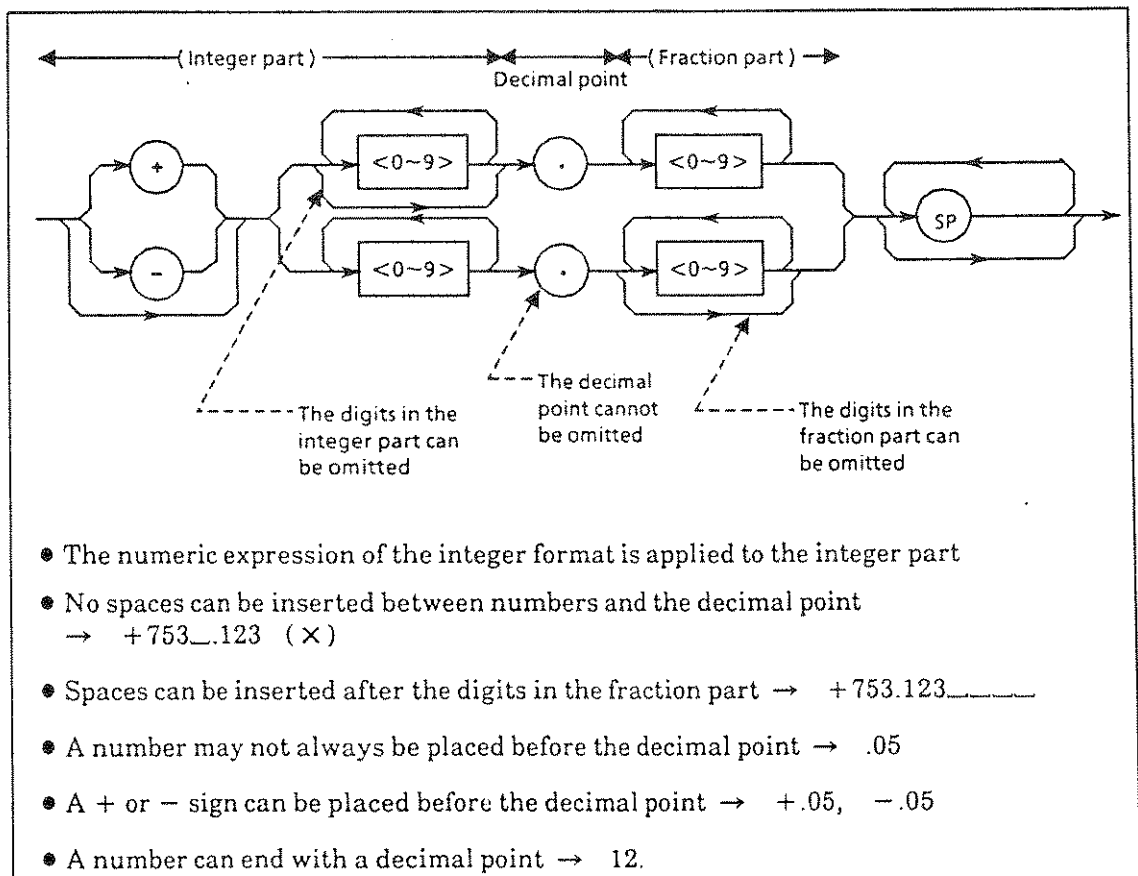 (Integer part)
(Fraction part)
Decimal point
+
<0~9>
.
<0~9>
SP
-
<0~9>
.
<0~9>
The digits in the
integer part can
be omitted
The decimal
point cannot
be omitted
The digits in the
fraction part can
be omitted
● The numeric expression of the integer format is applied to the integer part
● No spaces can be inserted between numbers and the decimal point
→ +753_.123 (×)
● Spaces can be inserted after the digits in the fraction part → +753.123____
● A number may not always be placed before the decimal point → .05
● A + or − sign can be placed before the decimal point → +.05, −.05
● A number can end with a decimal point → 12.